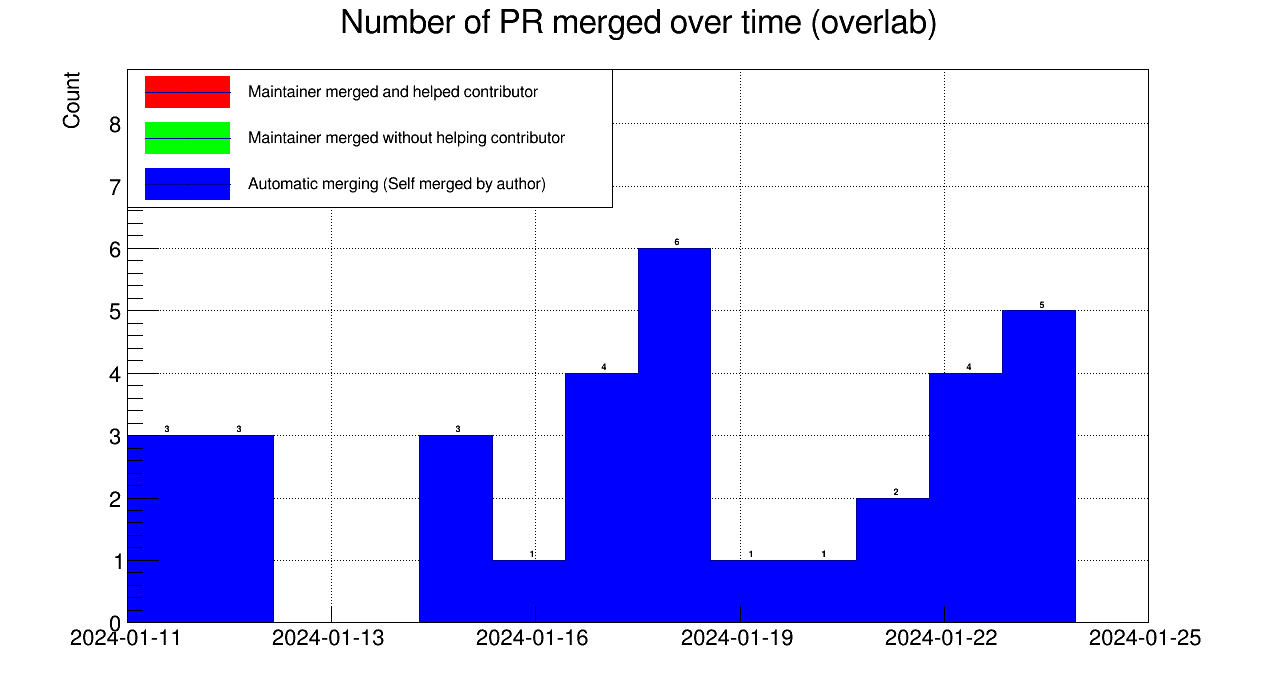 Number of PR merged over time (overlab)
Count
Maintainer merged and helped contributor
Maintainer merged without helping contributor
Automatic merging (Self merged by author)
8
7
6
5
4
3
2
1
0
3 3 3 1 4 6 1 1 2 4 5
2024-01-11 2024-01-13 2024-01-16 2024-01-19 2024-01-22 2024-01-25